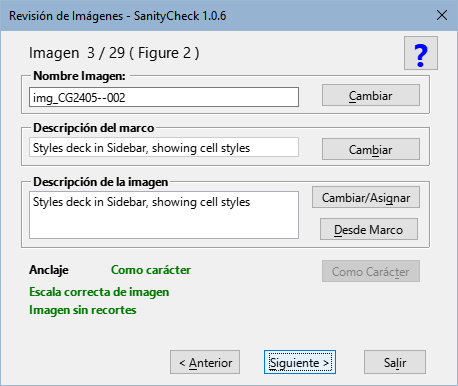 Revisión de Imágenes - SanityCheck 1.0.6
Imagen 3 / 29 ( Figure 2 )
?
Nombre Imagen:
img_CG2405--002
Cambiar
Descripción del marco
Styles deck in Sidebar, showing cell styles
Cambiar
Descripción de la imagen
Styles deck in Sidebar, showing cell styles
Cambiar/Asignar
Desde Marco
Anclaje Como carácter
Como Carácter
Escala correcta de imagen
Imagen sin recortes
< Anterior
Siguiente >
Salir